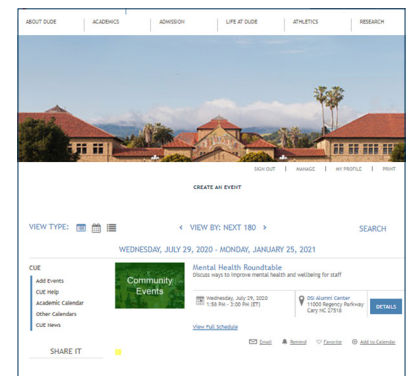 ABOUT DUDE ACADEMICS ADMISSION LIFE AT DUDE ATHLETICS RESEARCH
SIGN OUT | MANAGE | MY PROFILE | PRINT
CREATE AN EVENT
VIEW TYPE: < VIEW BY: NEXT 180 > SEARCH
WEDNESDAY, JULY 29, 2020 - MONDAY, JANUARY 25, 2021
CUE
Add Events
CUE Help
Academic Calendar
Other Calendars
CUE News
SHARE IT
Community
Events
Mental Health Roundtable
Discuss ways to improve mental health and wellbeing for staff
Wednesday, July 29, 2020
1:58 PM - 3:00 PM (ET)
DSI Alumni Center
11000 Regency Parkway
Cary NC 27518
DETAILS
View Full Schedule
Email Remind Favorite Add to Calendar